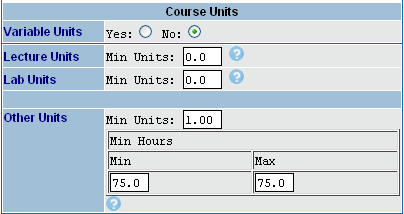 Course Units
Variable Units Yes: No:
Lecture Units Min Units: 0.0 ?
Lab Units Min Units: 0.0 ?
Other Units Min Units: 1.00
Min Hours
Min Max
75.0 75.0
?